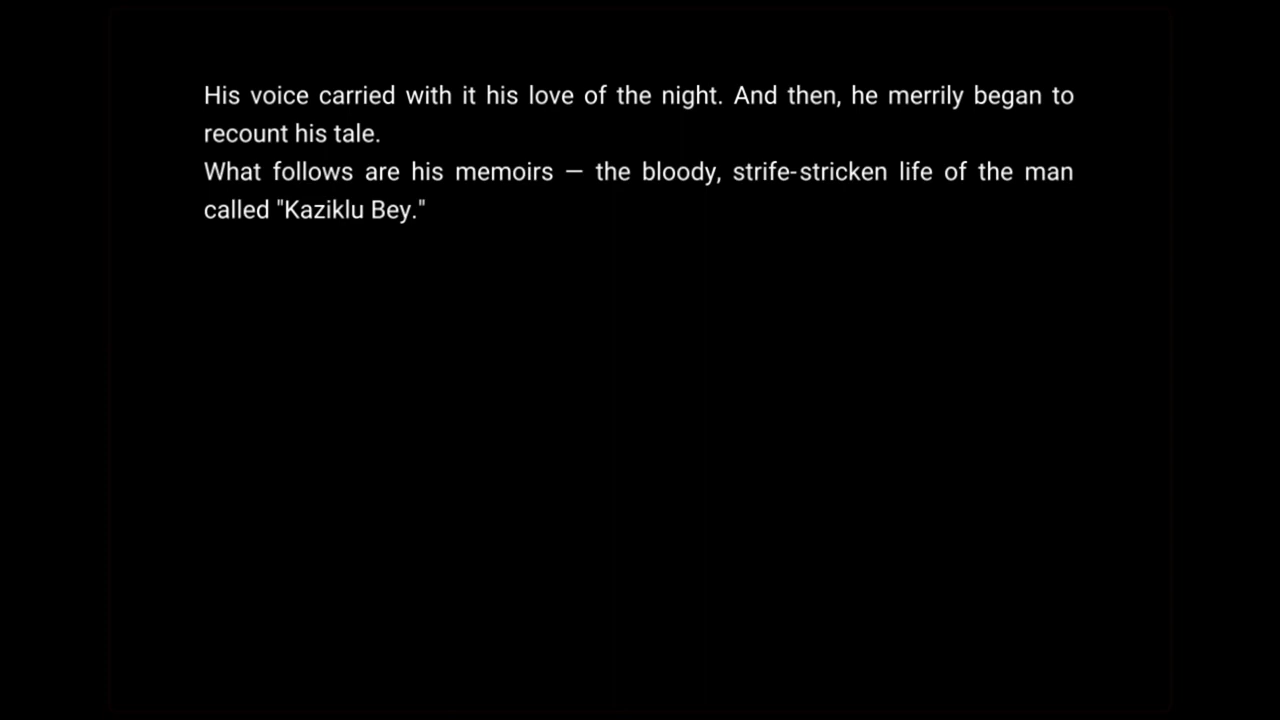 His voice carried with it his love of the night. And then, he merrily began to
recount his tale.
What follows are his memoirs — the bloody, strife-stricken life of the man
called "Kaziklu Bey."